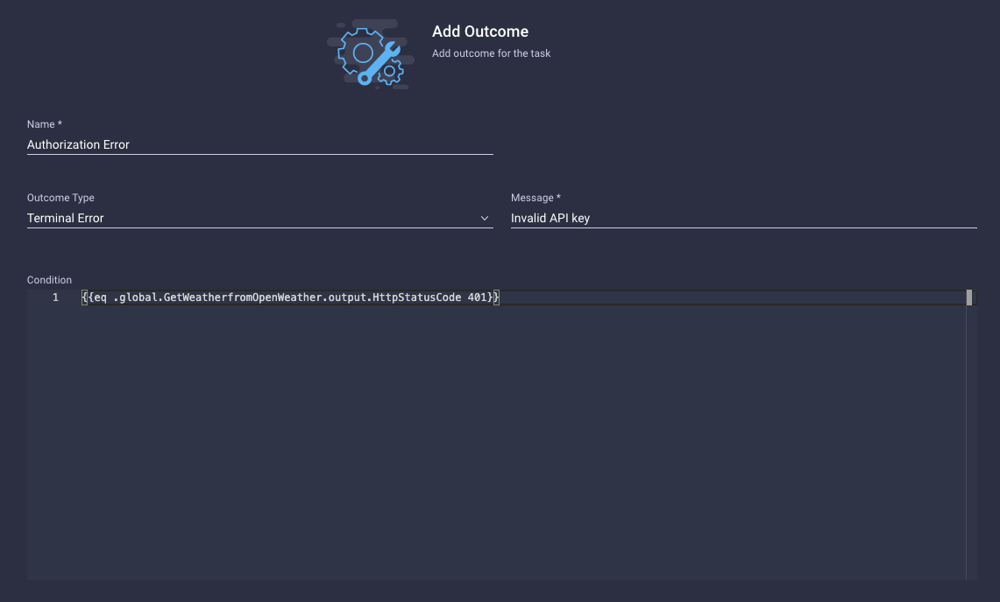 Add Outcome
Add outcome for the task
Name *
Authorization Error
Outcome Type
Terminal Error
Message *
Invalid API key
Condition
1 {{eq .global.GetWeatherfromOpenWeather.output.HttpStatusCode 401}}